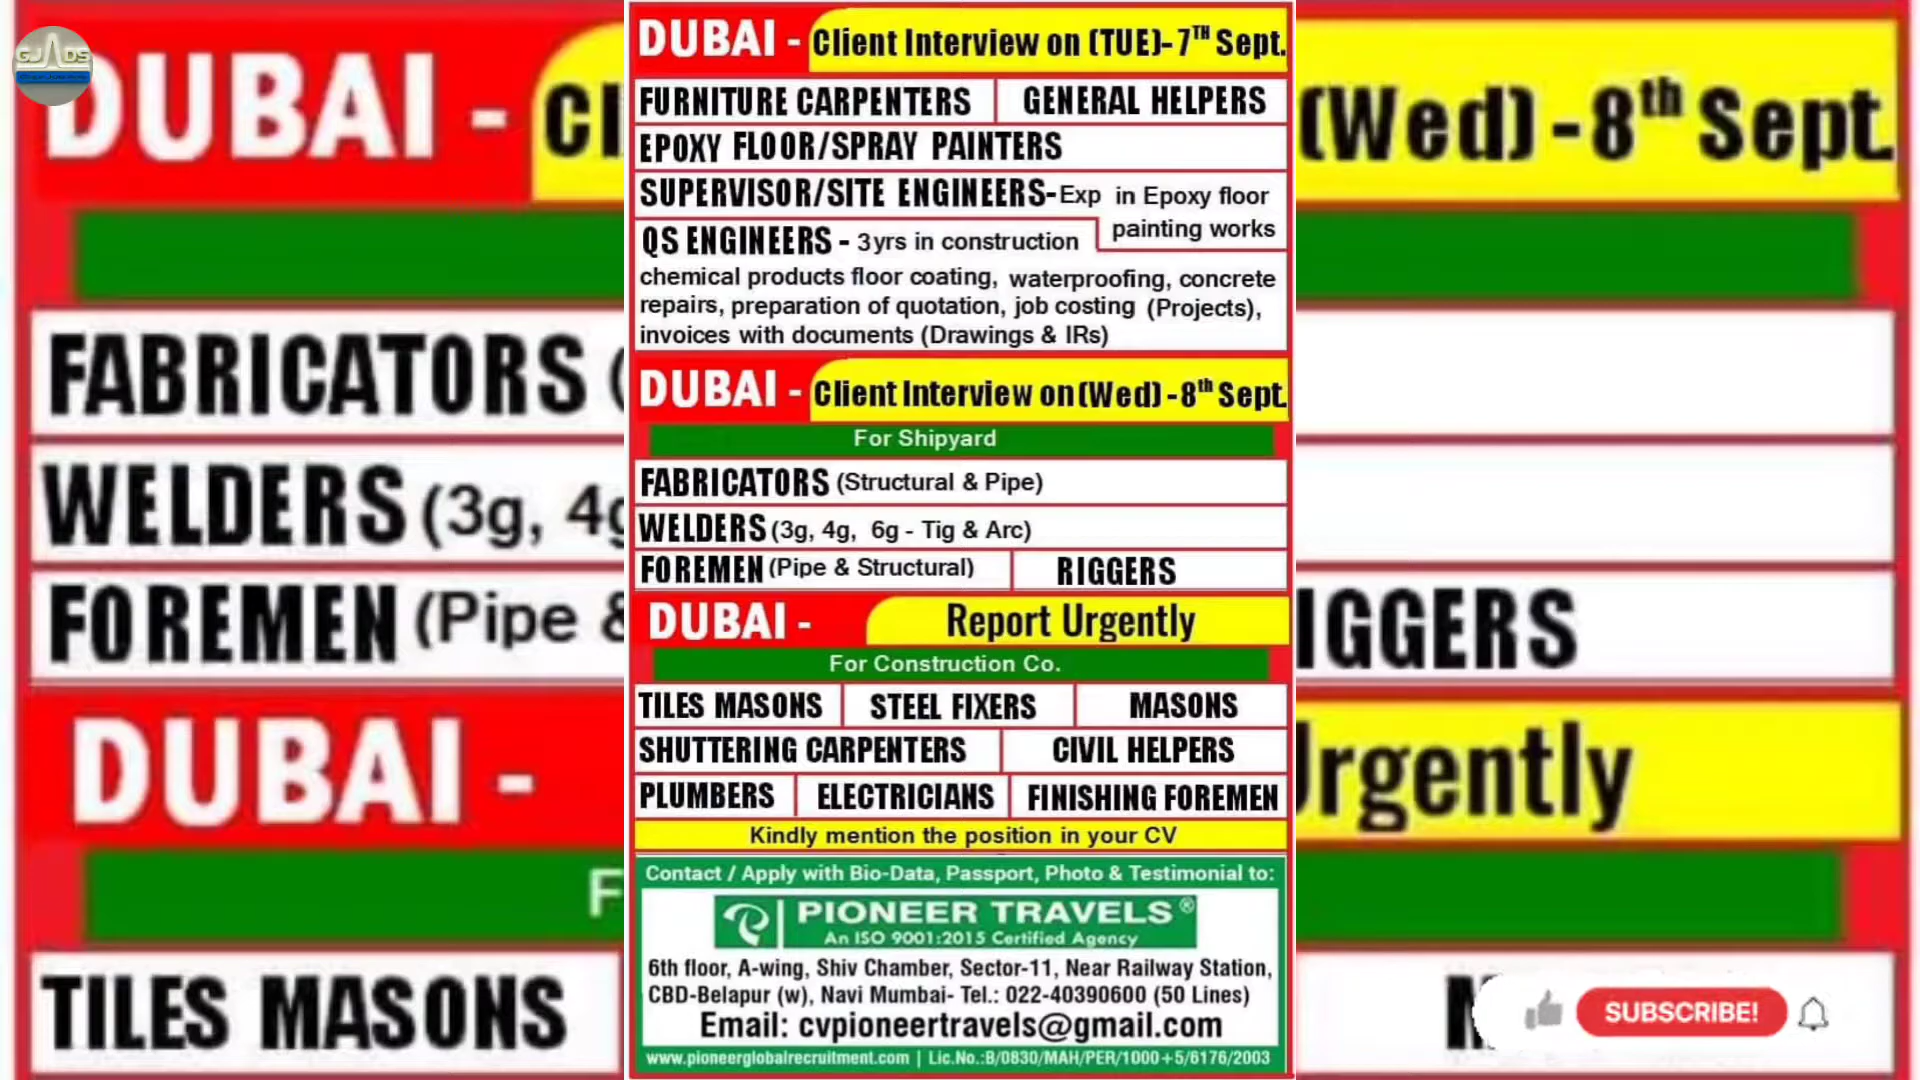 GJADS
DUBAI - Client Interview on (TUE)- 7TH Sept.
FURNITURE CARPENTERS GENERAL HELPERS
EPOXY FLOOR/SPRAY PAINTERS
SUPERVISOR/SITE ENGINEERS- Exp in Epoxy floor
painting works
QS ENGINEERS - 3yrs in construction
chemical products floor coating, waterproofing, concrete
repairs, preparation of quotation, job costing (Projects),
invoices with documents (Drawings & IRs)
DUBAI - Client Interview on (Wed) - 8th Sept.
For Shipyard
FABRICATORS (Structural & Pipe)
WELDERS (3g, 4g, 6g - Tig & Arc)
FOREMEN (Pipe & Structural) RIGGERS
DUBAI - Report Urgently
For Construction Co.
TILES MASONS STEEL FIXERS MASONS
SHUTTERING CARPENTERS CIVIL HELPERS
PLUMBERS ELECTRICIANS FINISHING FOREMEN
Kindly mention the position in your CV
Contact / Apply with Bio-Data, Passport, Photo & Testimonial to:
PIONEER TRAVELS ®
An ISO 9001:2015 Certified Agency
6th floor, A-wing, Shiv Chamber, Sector-11, Near Railway Station,
CBD-Belapur (w), Navi Mumbai- Tel.: 022-40390600 (50 Lines)
Email: cvpioneertravels@gmail.com
www.pioneerglobalrecruitment.com | Lic.No.:B/0830/MAH/PER/1000+5/6176/2003
DUBAI - Cl
FABRICATORS (
WELDERS (3g, 4g
FOREMEN (Pipe &
DUBAI -
F
TILES MASONS
(Wed) - 8th Sept.
IGGERS
Urgently
M
SUBSCRIBE!